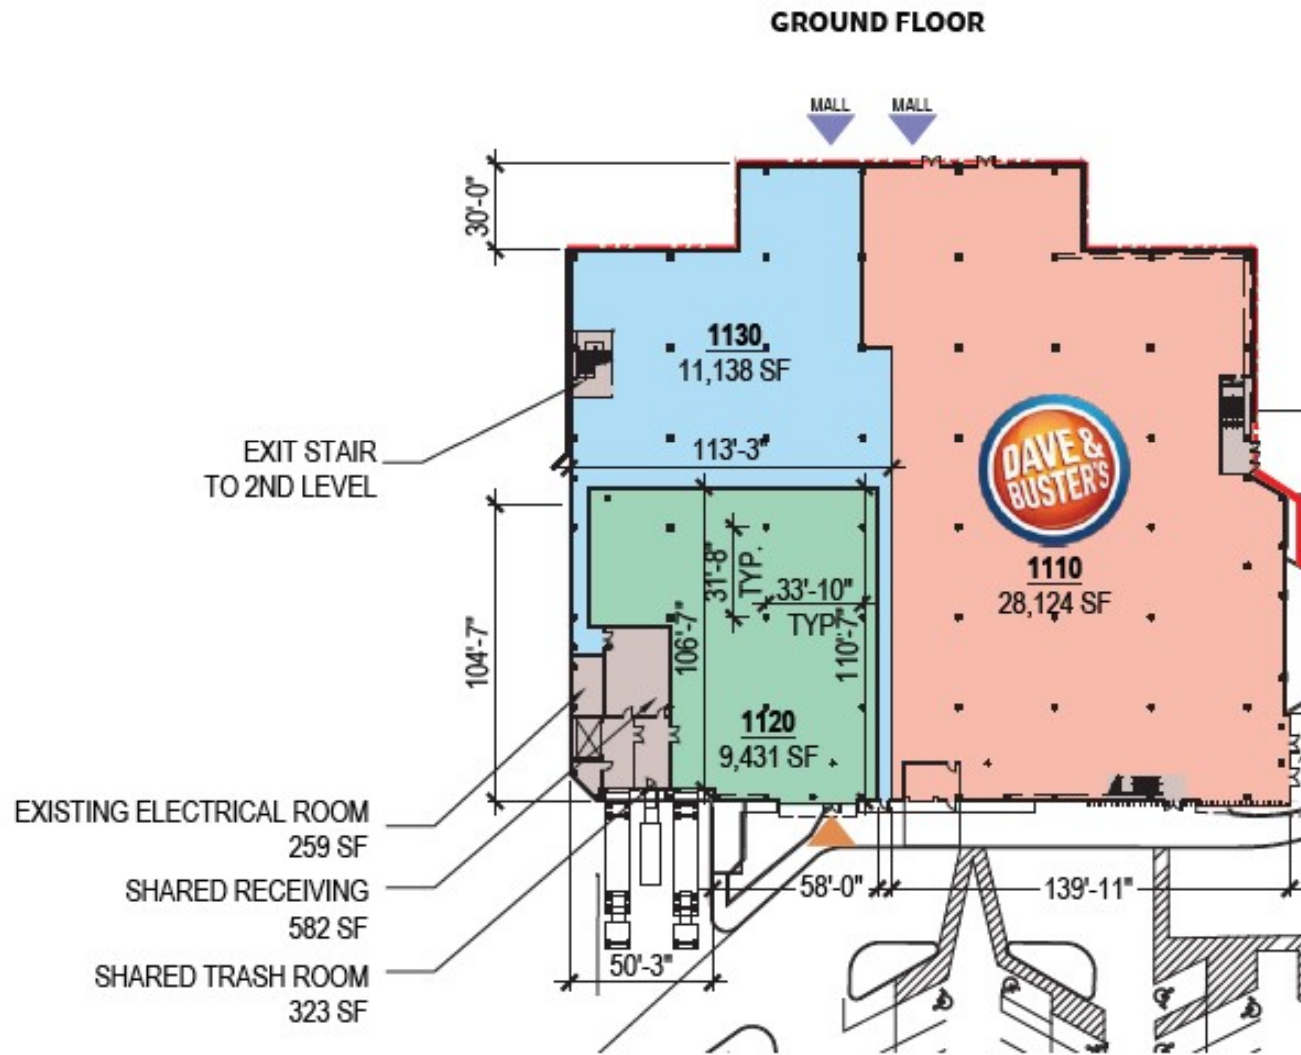 GROUND FLOOR
MALL
MALL
30'-0"
1130
11,138 SF
EXIT STAIR
TO 2ND LEVEL
113'-3"
DAVE &
BUSTER'S
1110
28,124 SF
31'-8"
TYP.
33'-10"
TYP.
104'-7"
106'-7"
110'-7"
1120
9,431 SF
EXISTING ELECTRICAL ROOM
259 SF
SHARED RECEIVING
582 SF
SHARED TRASH ROOM
323 SF
58'-0"
139'-11"
50'-3"